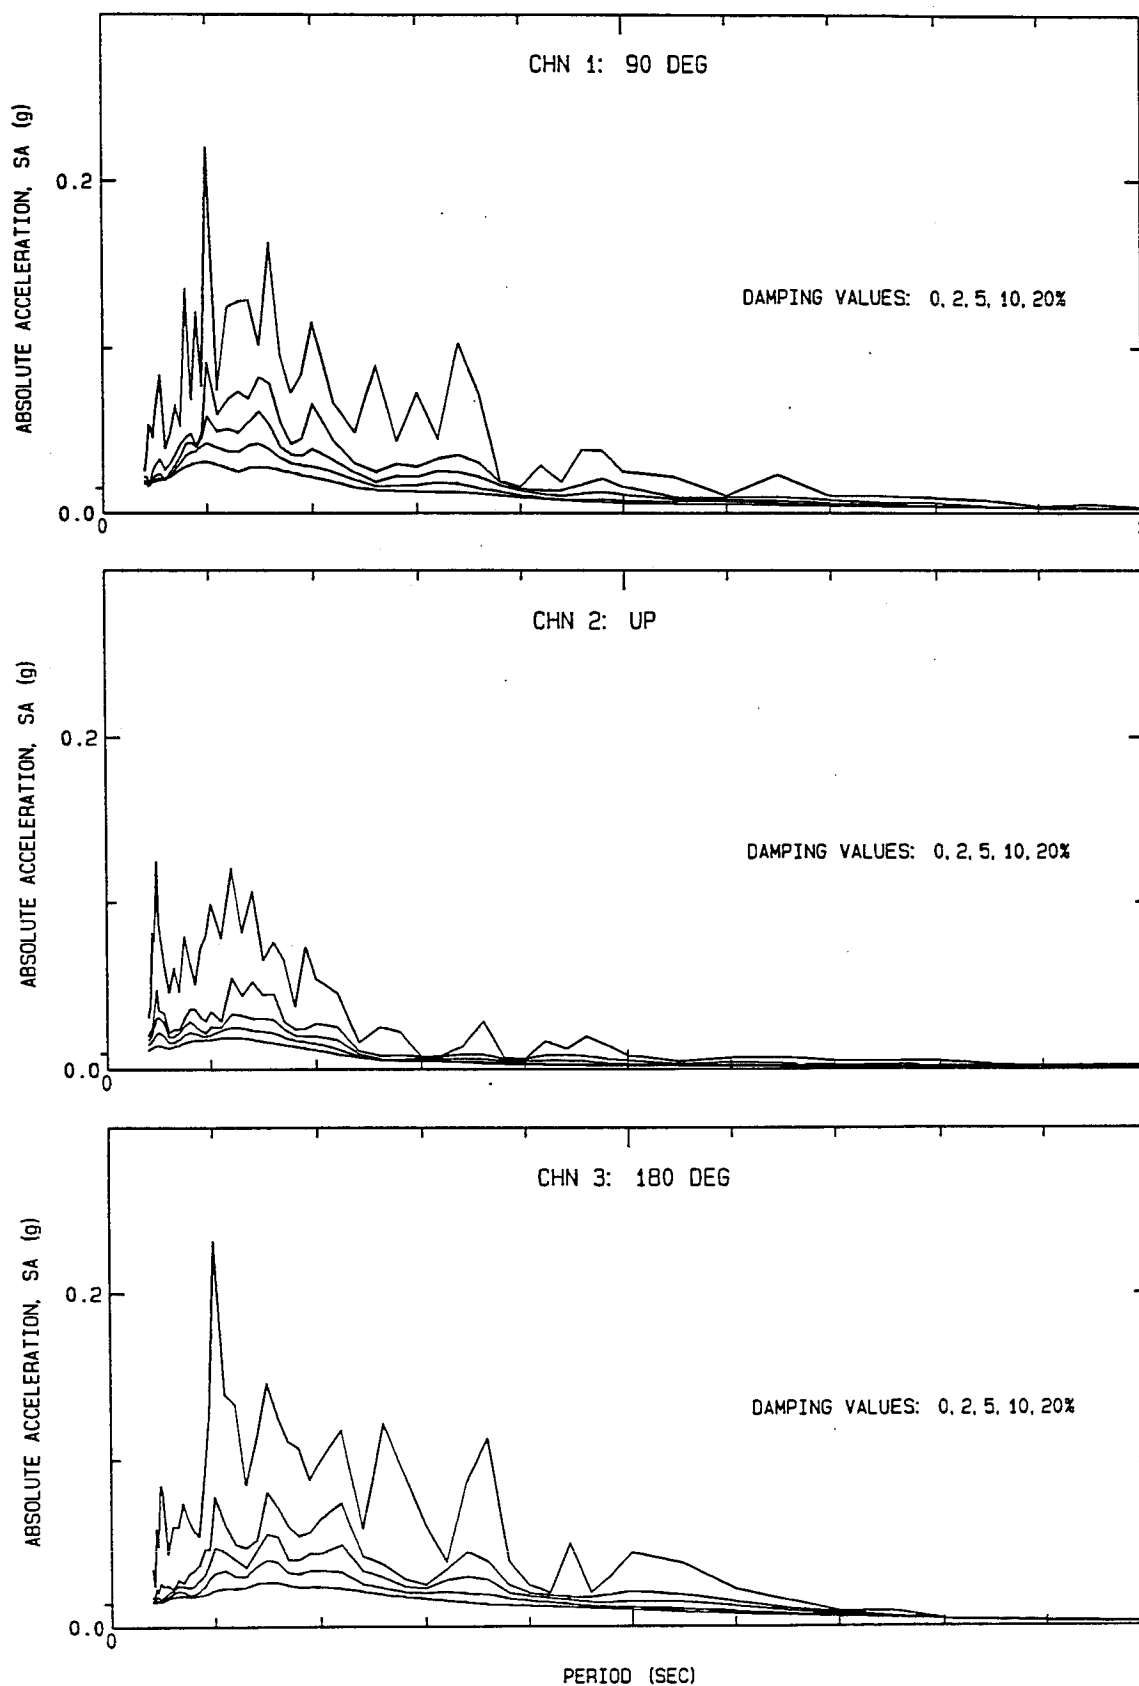 CHN 1: 90 DEG
ABSOLUTE ACCELERATION, SA (g)
0.2
DAMPING VALUES: 0, 2, 5, 10, 20%
0.0
0
CHN 2: UP
ABSOLUTE ACCELERATION, SA (g)
0.2
DAMPING VALUES: 0, 2, 5, 10, 20%
0.0
0
CHN 3: 180 DEG
ABSOLUTE ACCELERATION, SA (g)
0.2
DAMPING VALUES: 0, 2, 5, 10, 20%
0.0
0
PERIOD (SEC)